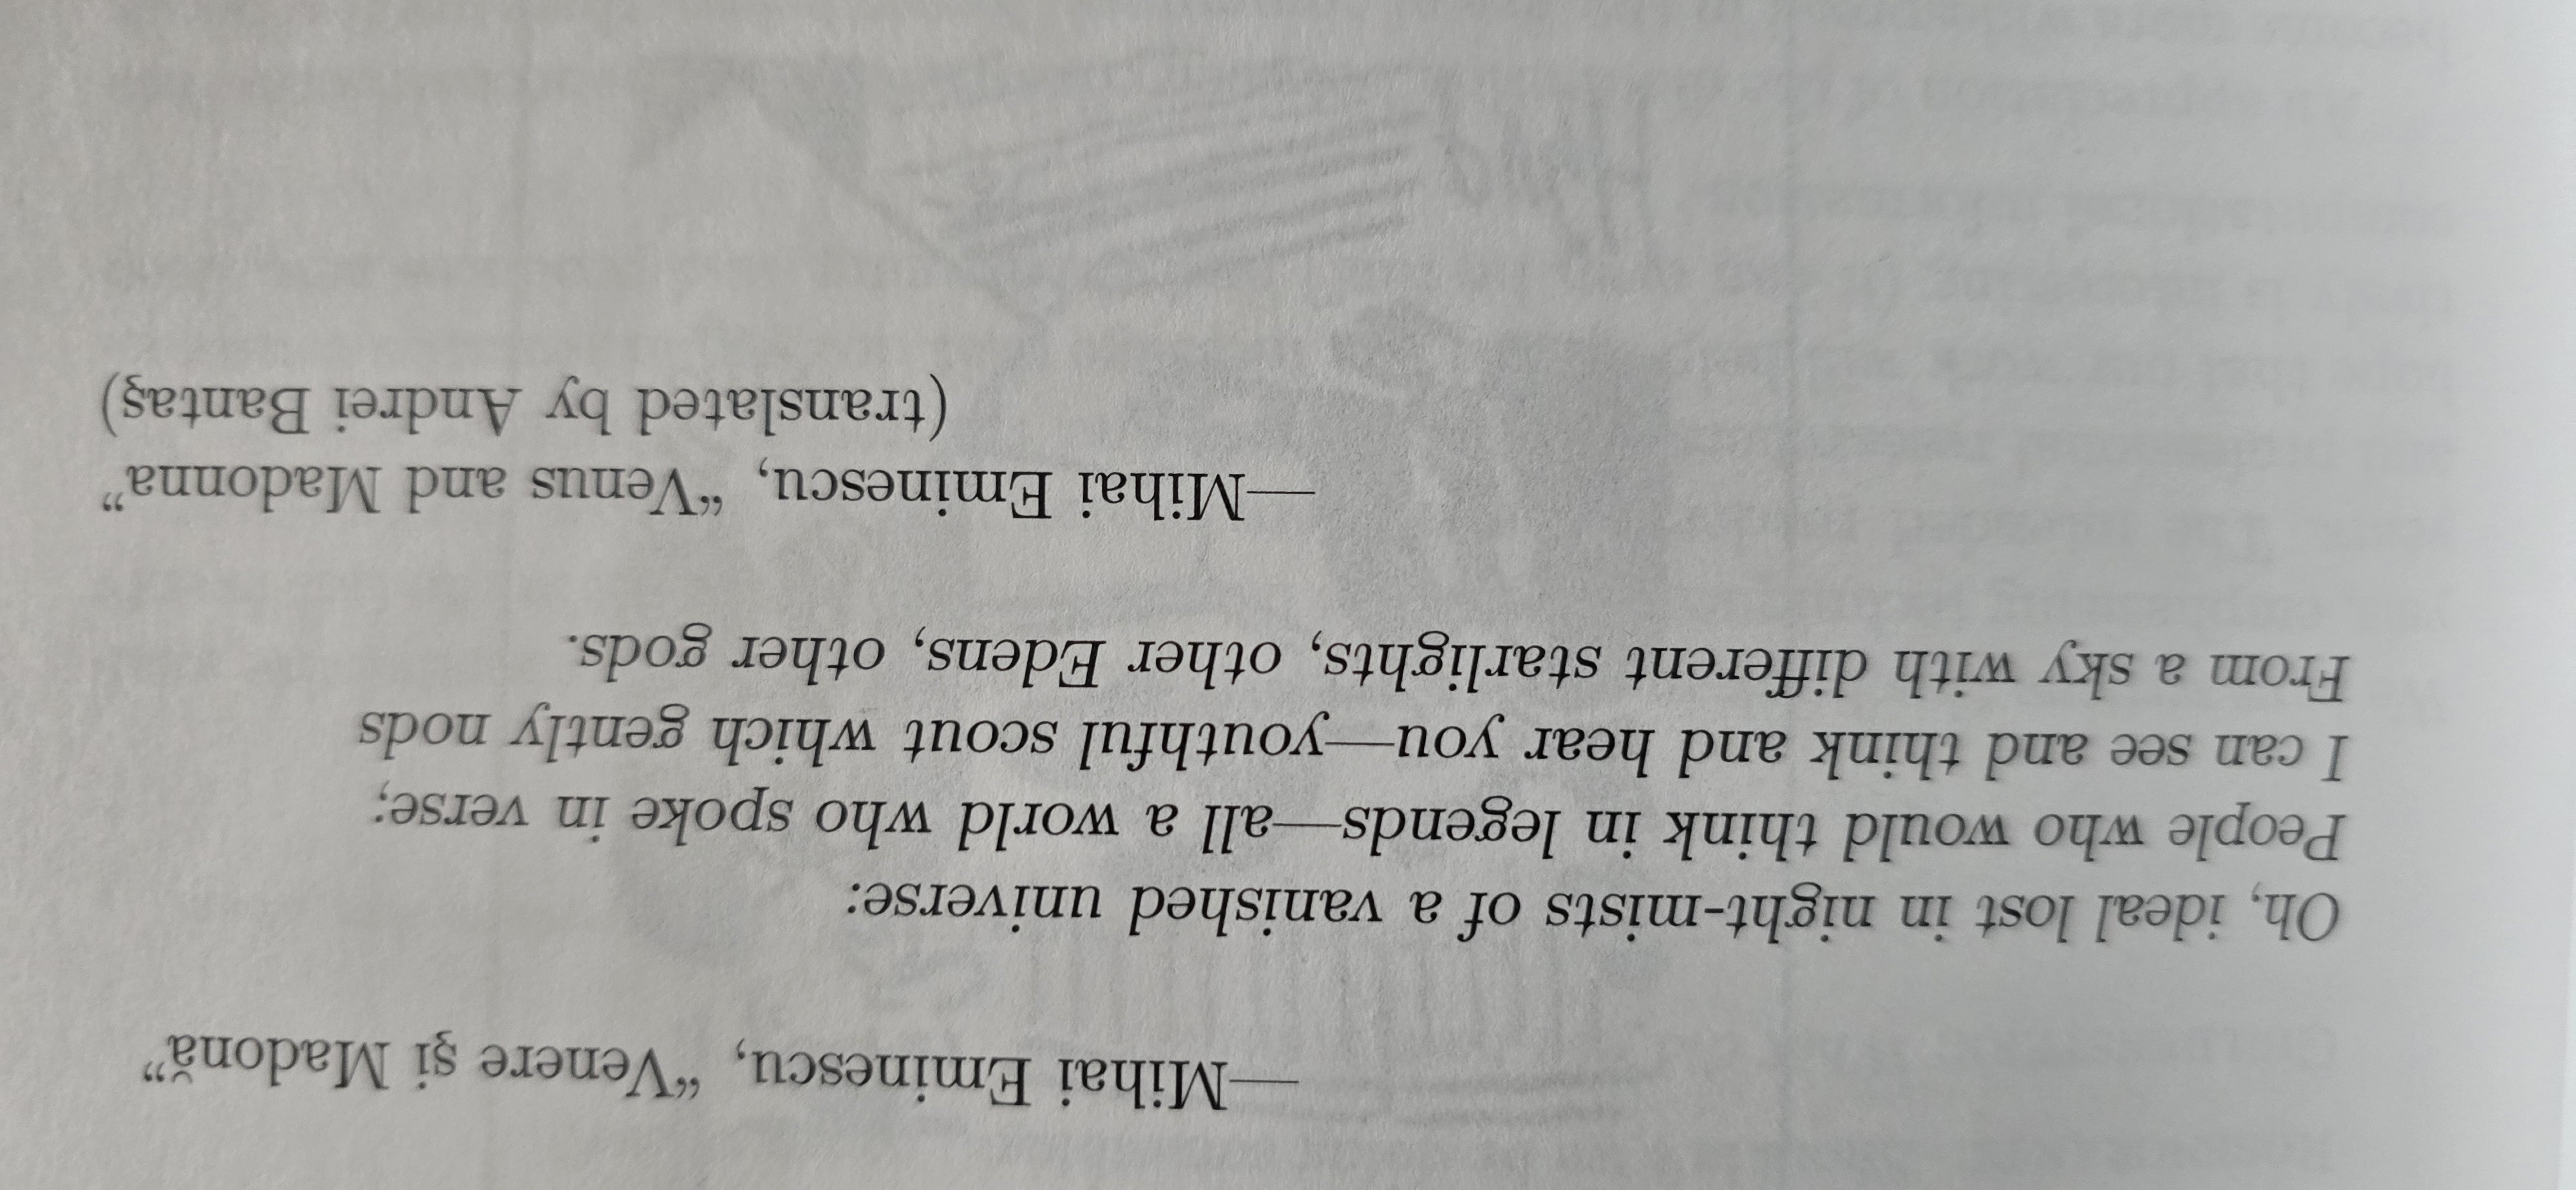 —Mihai Eminescu, “Venere şi Madonă”
Oh, ideal lost in night-mists of a vanished universe:
People who would think in legends—all a world who spoke in verse;
I can see and think and hear you—youthful scout which gently nods
From a sky with different starlights, other Edens, other gods.
—Mihai Eminescu, “Venus and Madonna”
(translated by Andrei Bantaş)